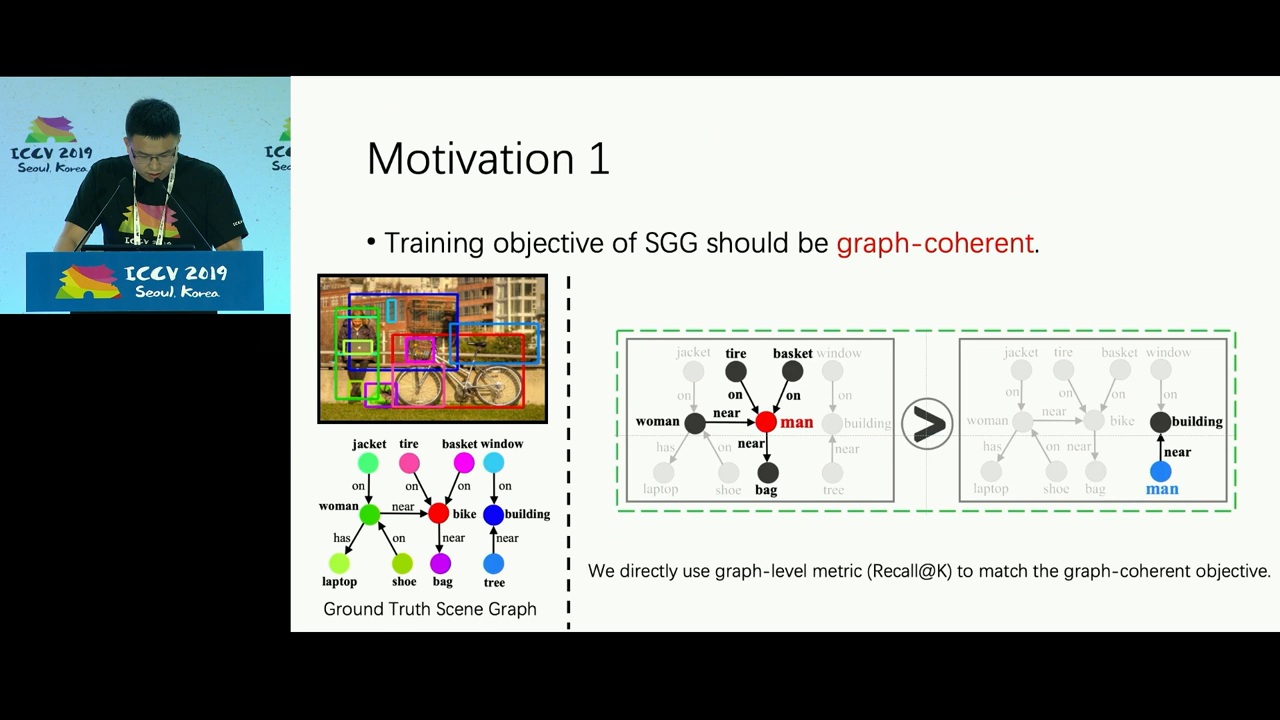 ICCV 2019
Seoul, Korea
ICCV 2019
Seoul, Korea
Motivation 1
• Training objective of SGG should be graph-coherent.
jacket tire basket window
on on on on
woman near bike building
has on near near
laptop shoe bag tree
Ground Truth Scene Graph
jacket tire basket window
on on on on
woman near man building
has on near near
laptop shoe bag tree
>
jacket tire basket window
on on on on
woman near bike building
has on near near
laptop shoe bag man
We directly use graph-level metric (Recall@K) to match the graph-coherent objective.